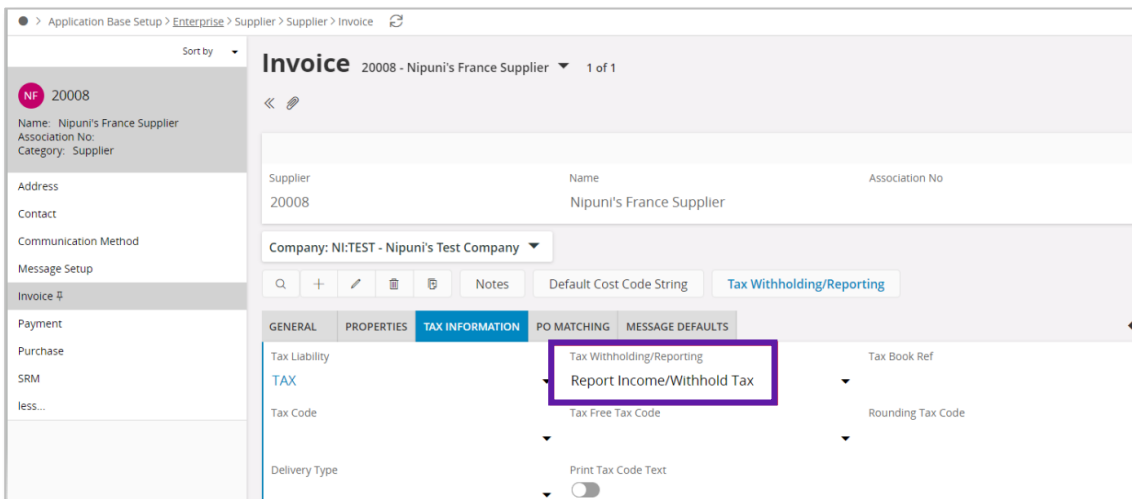 Application Base Setup > Enterprise > Supplier > Supplier > Invoice
Sort by
NF 20008
Name: Nipuni's France Supplier
Association No:
Category: Supplier
Address
Contact
Communication Method
Message Setup
Invoice
Payment
Purchase
SRM
less...
Invoice 20008 - Nipuni's France Supplier 1 of 1
Supplier Name Association No
20008 Nipuni's France Supplier
Company: NI:TEST - Nipuni's Test Company
Notes Default Cost Code String Tax Withholding/Reporting
GENERAL PROPERTIES TAX INFORMATION PO MATCHING MESSAGE DEFAULTS
Tax Liability Tax Withholding/Reporting Tax Book Ref
TAX Report Income/Withhold Tax
Tax Code Tax Free Tax Code Rounding Tax Code
Delivery Type Print Tax Code Text